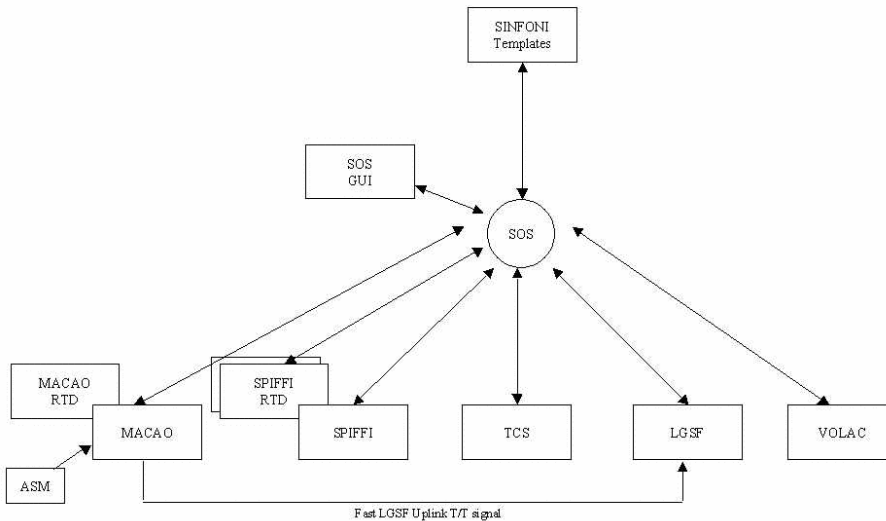 SINFONI
Templates
SOS
GUI
SOS
MACAO
RTD
SPIFFI
RTD
MACAO
SPIFFI
TCS
LGSF
VOLAC
ASM
Fast LGSF Uplink T/T signal